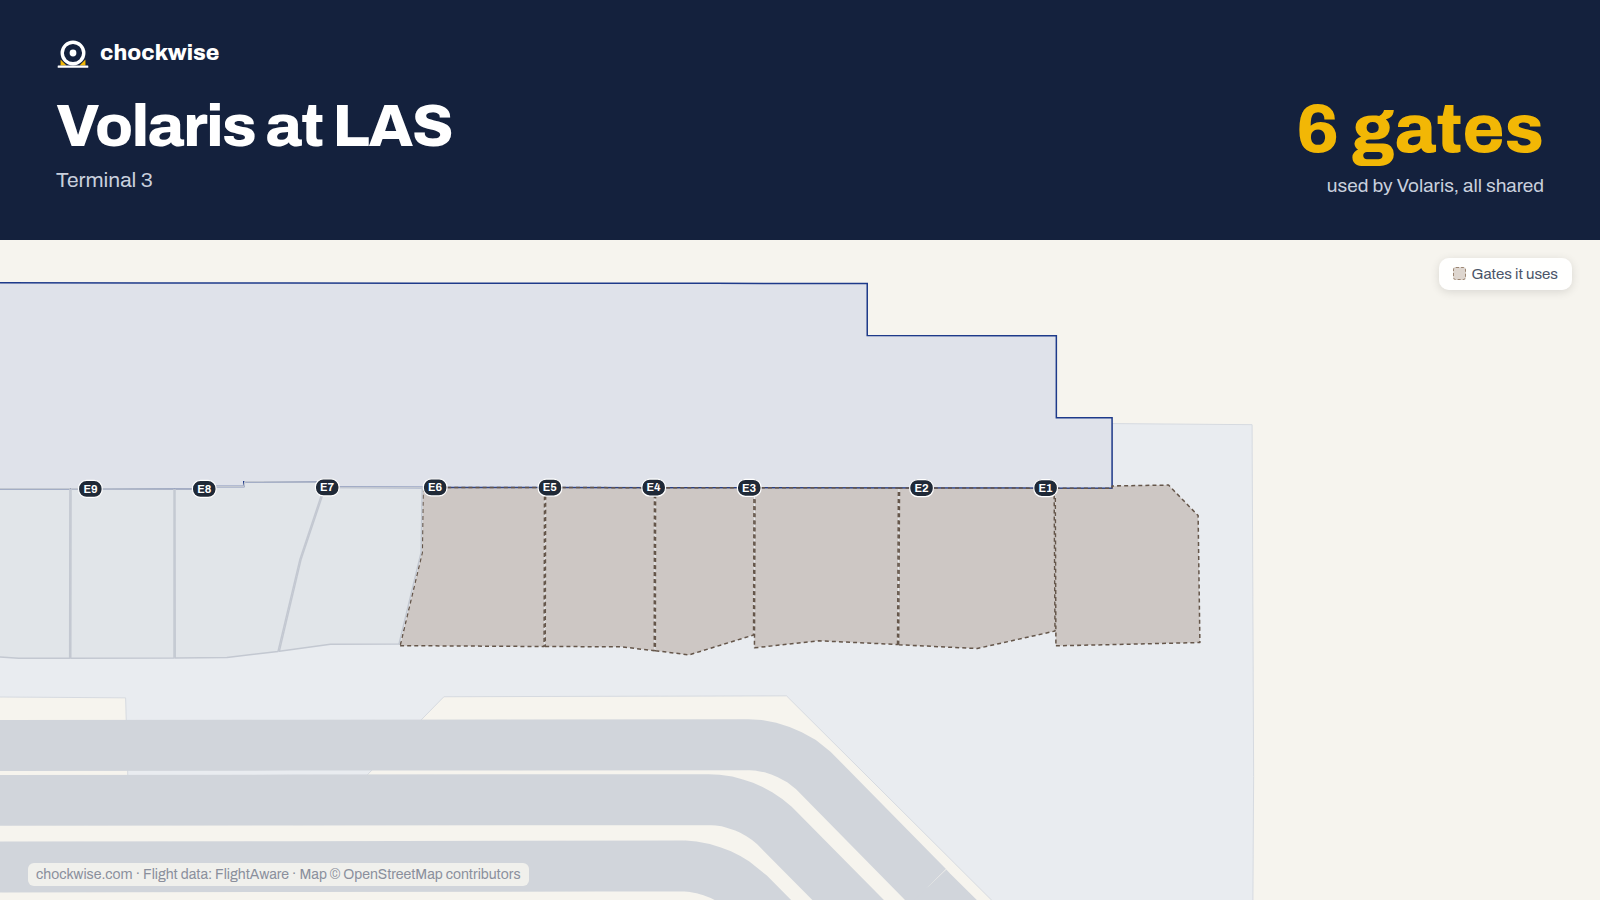 chockwise
Volaris at LAS
Terminal 3
6 gates
used by Volaris, all shared
Gates it uses
E9
E8
E7
E6
E5
E4
E3
E2
E1
chockwise.com · Flight data: FlightAware · Map © OpenStreetMap contributors